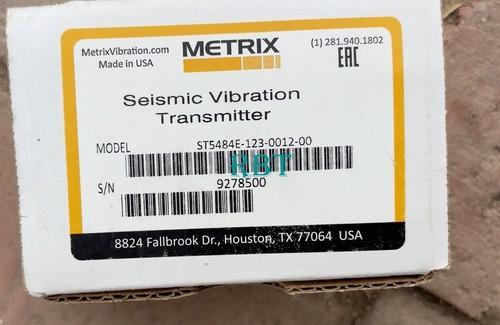 MetrixVibration.com
Made in USA
METRIX
(1) 281.940.1802
EAC
Seismic Vibration
Transmitter
MODEL
ST5484E-123-0012-00
RBT
S/N
9278500
8824 Fallbrook Dr., Houston, TX 77064 USA